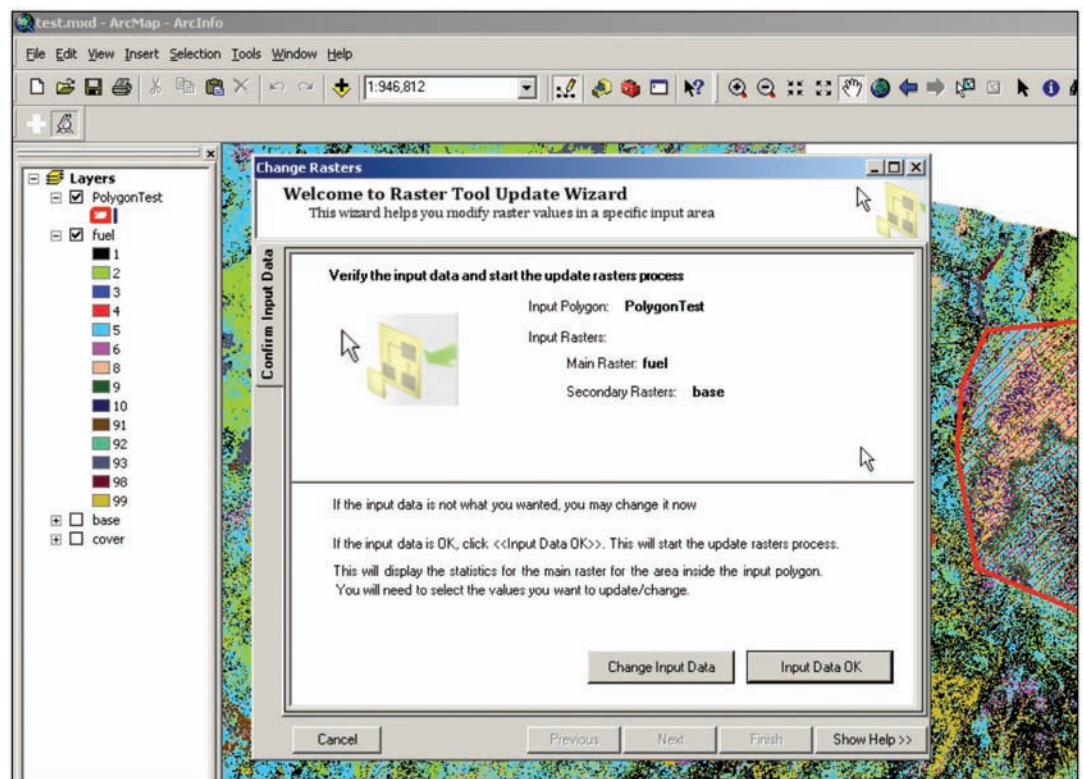 test.mxd - ArcMap - ArcInfo
File Edit View Insert Selection Tools Window Help
1:946,812
Layers
PolygonTest
fuel
1
2
3
4
5
6
8
9
10
91
92
93
98
99
base
cover
Change Rasters
Welcome to Raster Tool Update Wizard
This wizard helps you modify raster values in a specific input area
Confirm Input Data
Verify the input data and start the update rasters process
Input Polygon: PolygonTest
Input Rasters:
Main Raster: fuel
Secondary Rasters: base
If the input data is not what you wanted, you may change it now
If the input data is OK, click <<Input Data OK>>. This will start the update rasters process.
This will display the statistics for the main raster for the area inside the input polygon.
You will need to select the values you want to update/change.
Change Input Data Input Data OK
Cancel Previous Next Finish Show Help >>